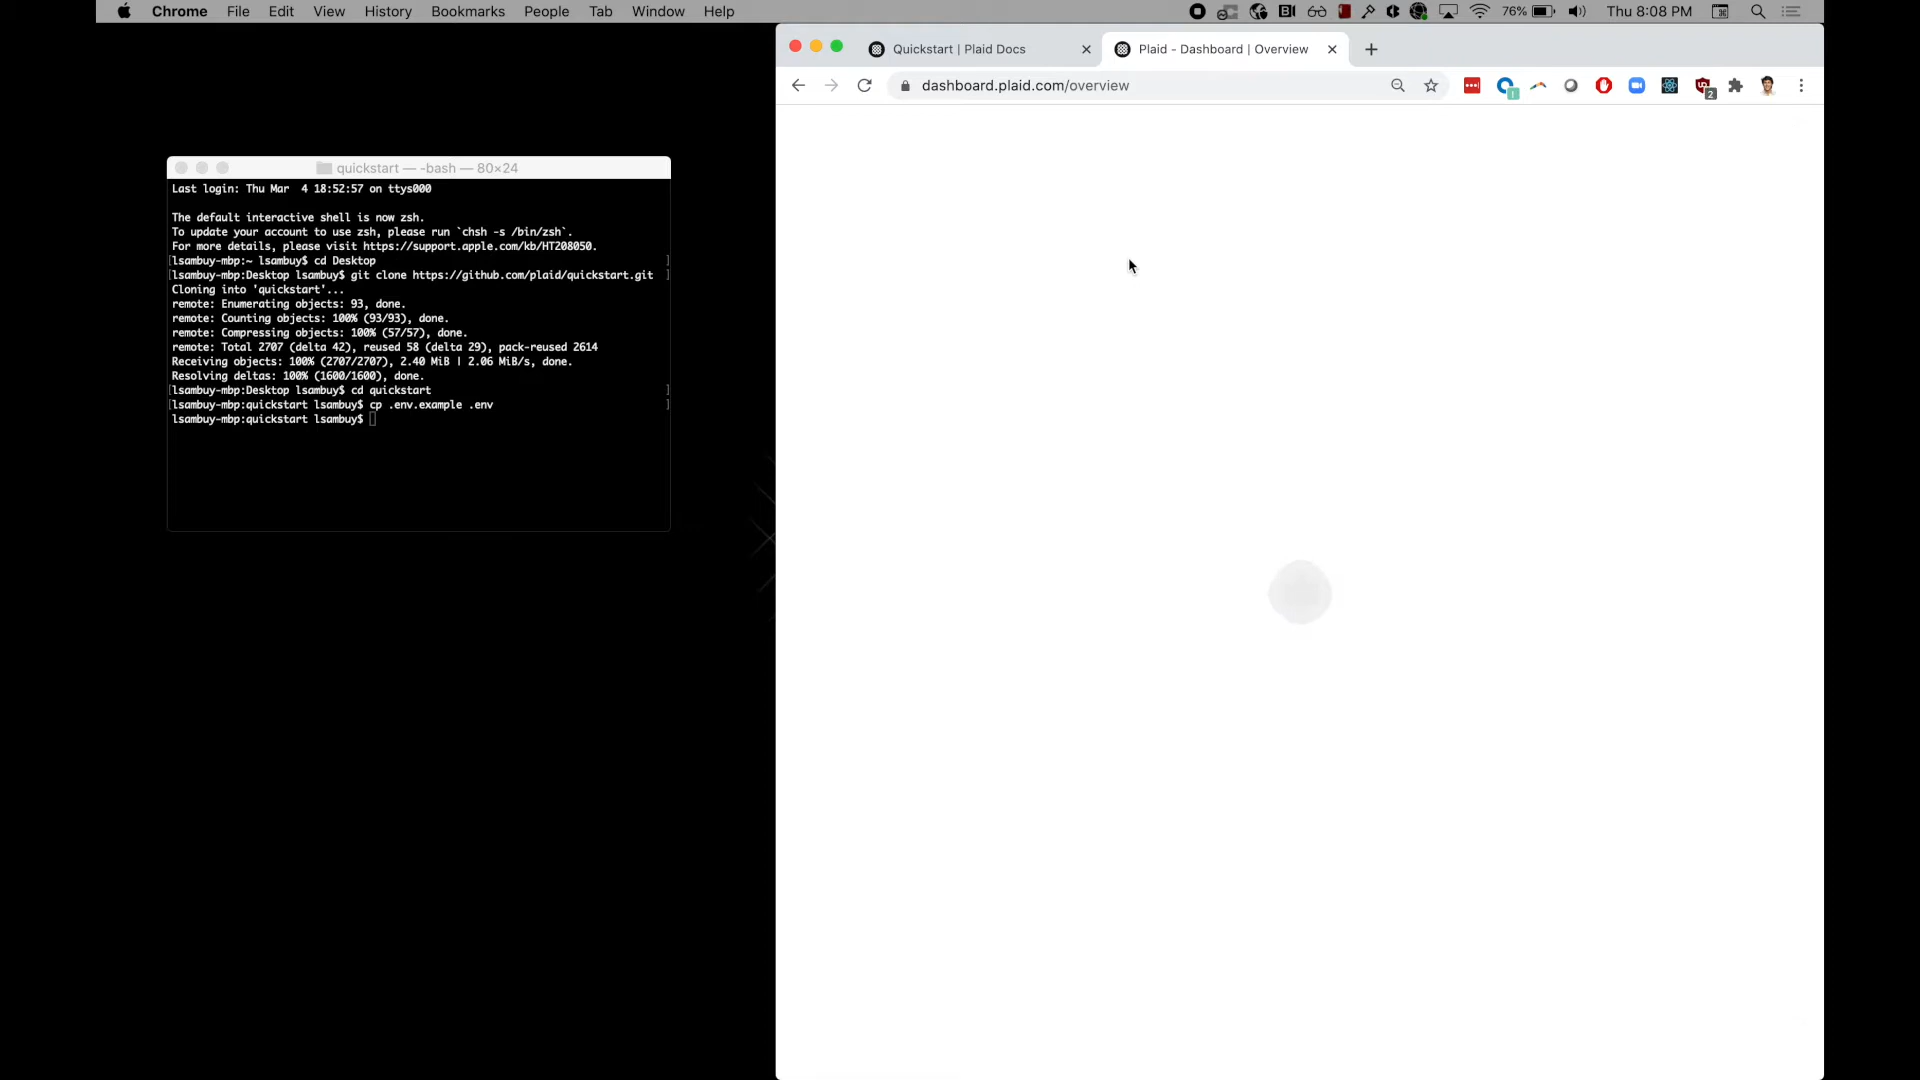 Chrome File Edit View History Bookmarks People Tab Window Help 76% Thu 8:08 PM
Quickstart | Plaid Docs
Plaid - Dashboard | Overview
dashboard.plaid.com/overview
2
quickstart — -bash — 80×24
Last login: Thu Mar  4 18:52:57 on ttys000
The default interactive shell is now zsh.
To update your account to use zsh, please run `chsh -s /bin/zsh`.
For more details, please visit https://support.apple.com/kb/HT208050.
[lsambuy-mbp:~ lsambuy$ cd Desktop ]
[lsambuy-mbp:Desktop lsambuy$ git clone https://github.com/plaid/quickstart.git ]
Cloning into 'quickstart'...
remote: Enumerating objects: 93, done.
remote: Counting objects: 100% (93/93), done.
remote: Compressing objects: 100% (57/57), done.
remote: Total 2707 (delta 42), reused 58 (delta 29), pack-reused 2614
Receiving objects: 100% (2707/2707), 2.40 MiB | 2.06 MiB/s, done.
Resolving deltas: 100% (1600/1600), done.
[lsambuy-mbp:Desktop lsambuy$ cd quickstart ]
[lsambuy-mbp:quickstart lsambuy$ cp .env.example .env ]
lsambuy-mbp:quickstart lsambuy$